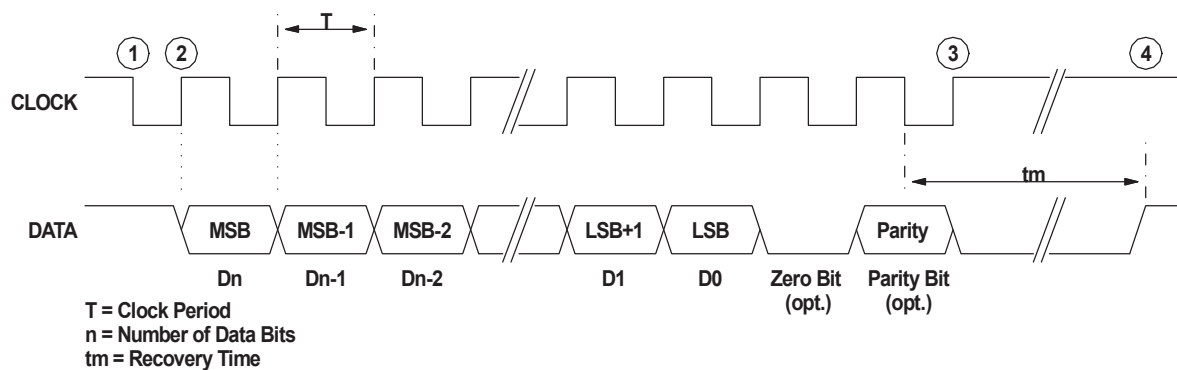 T
1 2 3 4
CLOCK
tm
DATA MSB MSB-1 MSB-2 LSB+1 LSB Parity
Dn Dn-1 Dn-2 D1 D0 Zero Bit Parity Bit
(opt.) (opt.)
T = Clock Period
n = Number of Data Bits
tm = Recovery Time